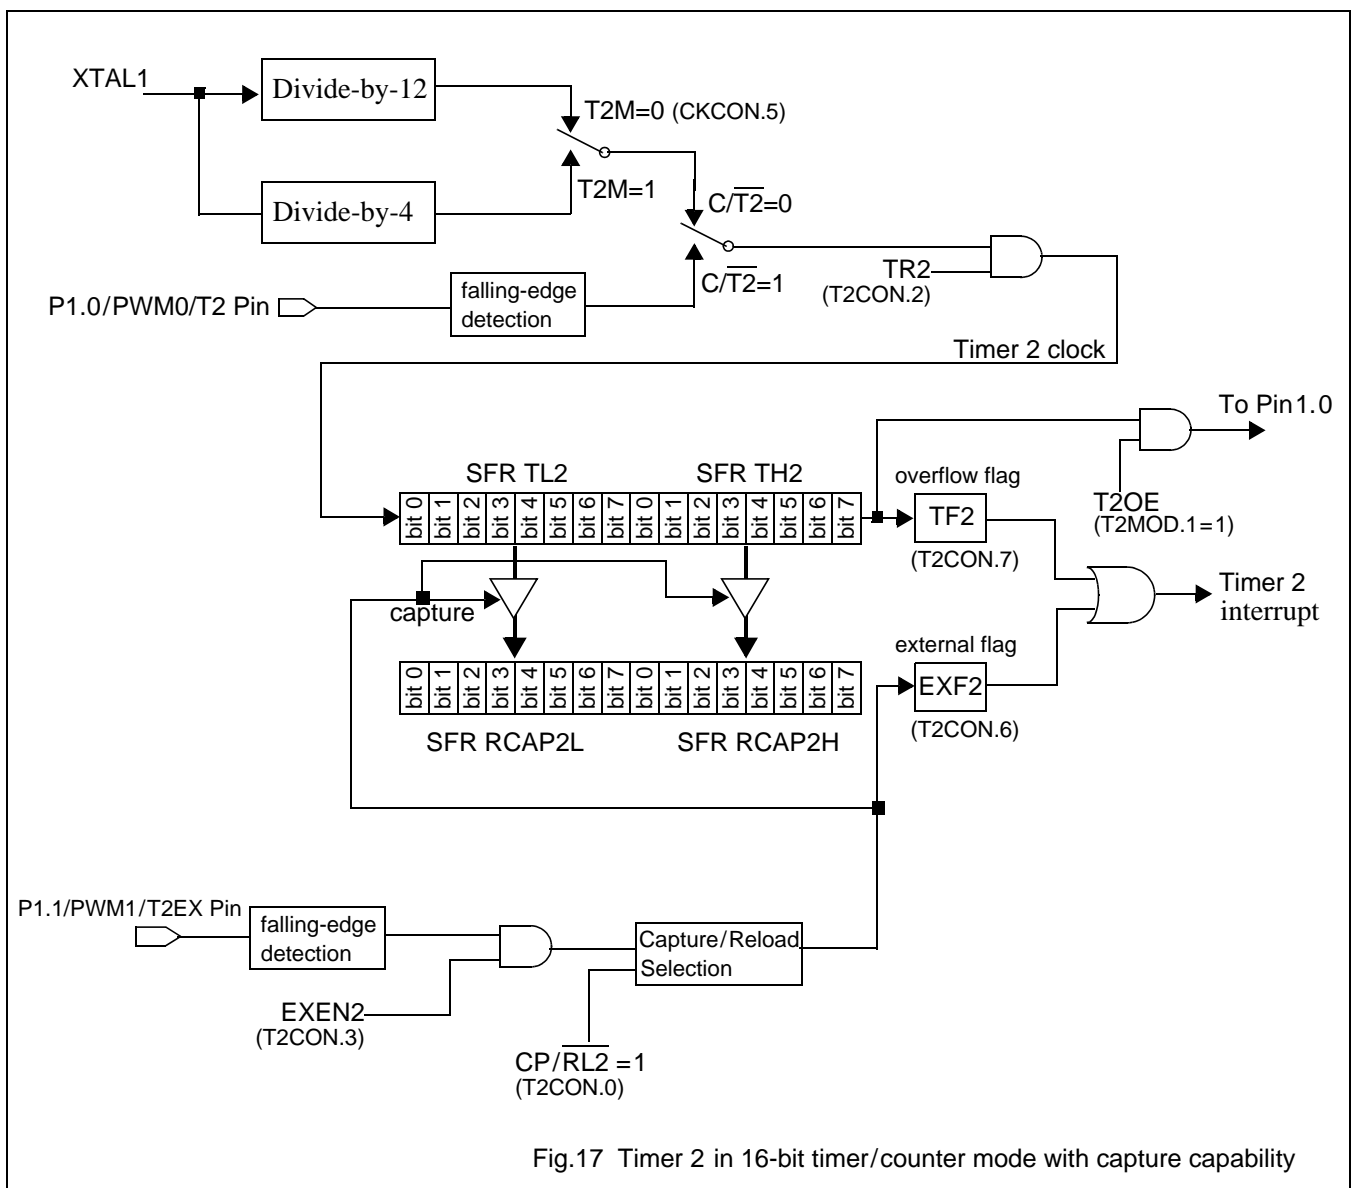 XTAL1
Divide-by-12
T2M=0 (CKCON.5)
T2M=1
Divide-by-4
C/T2=0
C/T2=1
TR2
(T2CON.2)
P1.0/PWM0/T2 Pin
falling-edge
detection
Timer 2 clock
To Pin1.0
SFR TL2
SFR TH2
overflow flag
bit 0 bit 1 bit 2 bit 3 bit 4 bit 5 bit 6 bit 7 bit 0 bit 1 bit 2 bit 3 bit 4 bit 5 bit 6 bit 7
TF2
(T2CON.7)
T2OE
(T2MOD.1=1)
capture
Timer 2
interrupt
external flag
bit 0 bit 1 bit 2 bit 3 bit 4 bit 5 bit 6 bit 7 bit 0 bit 1 bit 2 bit 3 bit 4 bit 5 bit 6 bit 7
EXF2
(T2CON.6)
SFR RCAP2L
SFR RCAP2H
P1.1/PWM1/T2EX Pin
falling-edge
detection
Capture/Reload
Selection
EXEN2
(T2CON.3)
CP/RL2 =1
(T2CON.0)
Fig.17 Timer 2 in 16-bit timer/counter mode with capture capability